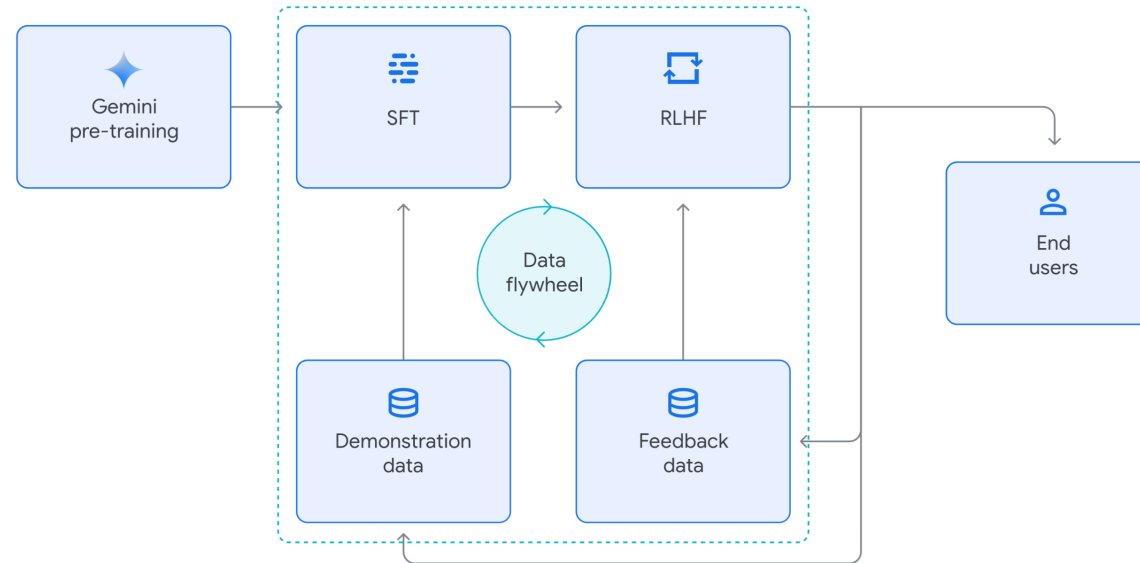 Gemini
pre-training
SFT
RLHF
End
users
Data
flywheel
Demonstration
data
Feedback
data